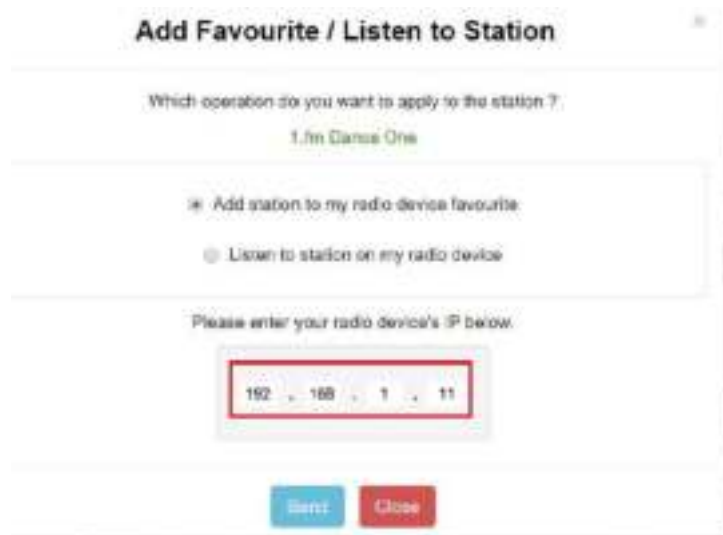 Add Favourite / Listen to Station
Which operation do you want to apply to the station ?
1.fm Dance One
Add station to my radio device favourite
Listen to station on my radio device
Please enter your radio device's IP below.
192 . 168 . 1 . 11
Send Close